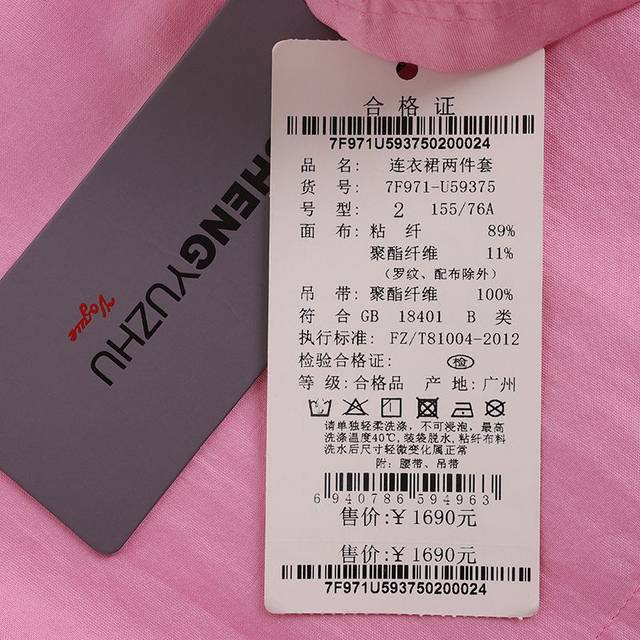 合格证
7F971U593750200024
品 名: 连衣裙两件套
货 号: 7F971-U59375
号 型: 2 155/76A
面 布: 粘 纤 89%
聚酯纤维 11%
(罗纹、配布除外)
吊 带: 聚酯纤维 100%
符 合 GB 18401 B 类
执行标准: FZ/T81004-2012
检验合格证: 检
等 级: 合格品 产 地: 广州
请单独轻柔洗涤, 不可浸泡, 最高
洗涤温度40℃, 装袋脱水, 粘纤布料
洗水后尺寸轻微变化属正常
附: 腰带、吊带
6 940786 594963
售价:¥ 1690元
售价:¥ 1690元
7F971U593750200024
SHENGYUZHU
Vogue